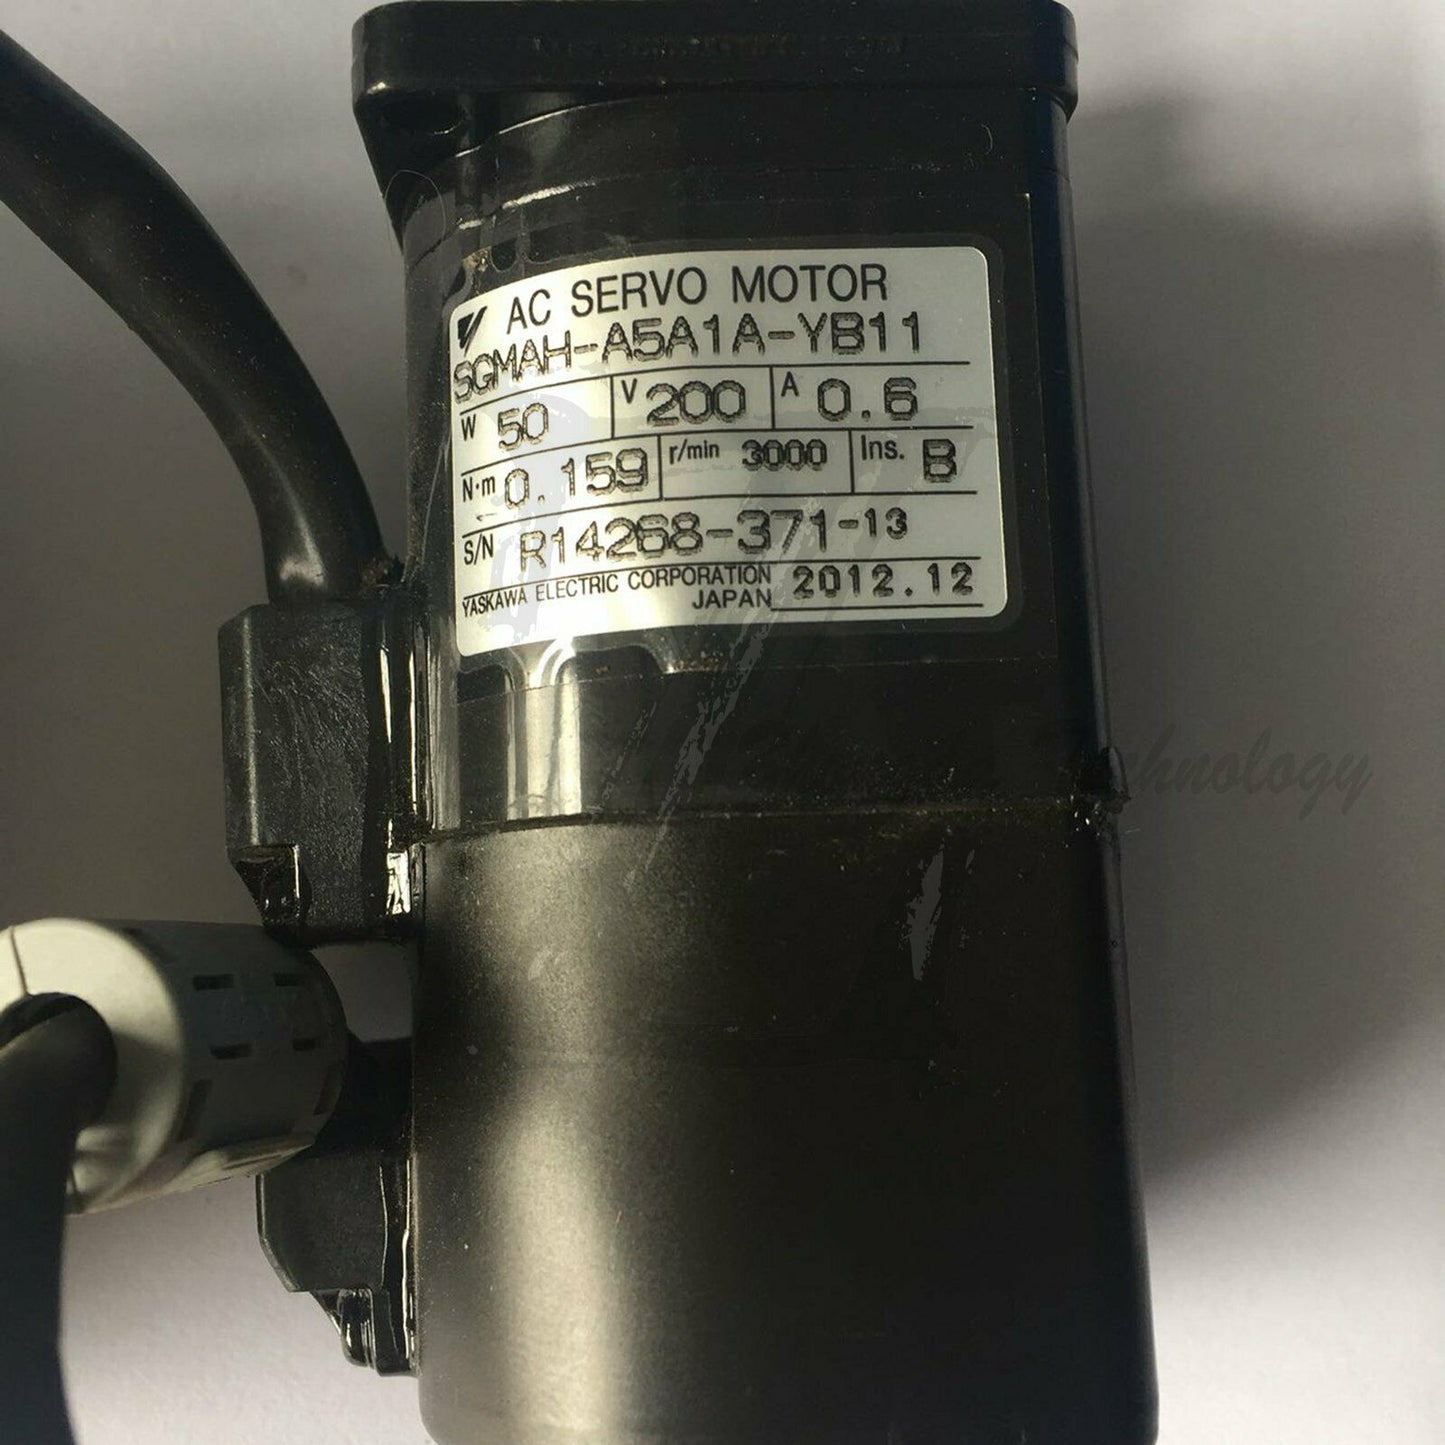 AC SERVO MOTOR
SGMAH-A5A1A-YB11
W 50 V 200 A 0.6
N·m 0.159 r/min 3000 Ins. B
S/N R14268-371-13
YASKAWA ELECTRIC CORPORATION
JAPAN 2012.12
Technology